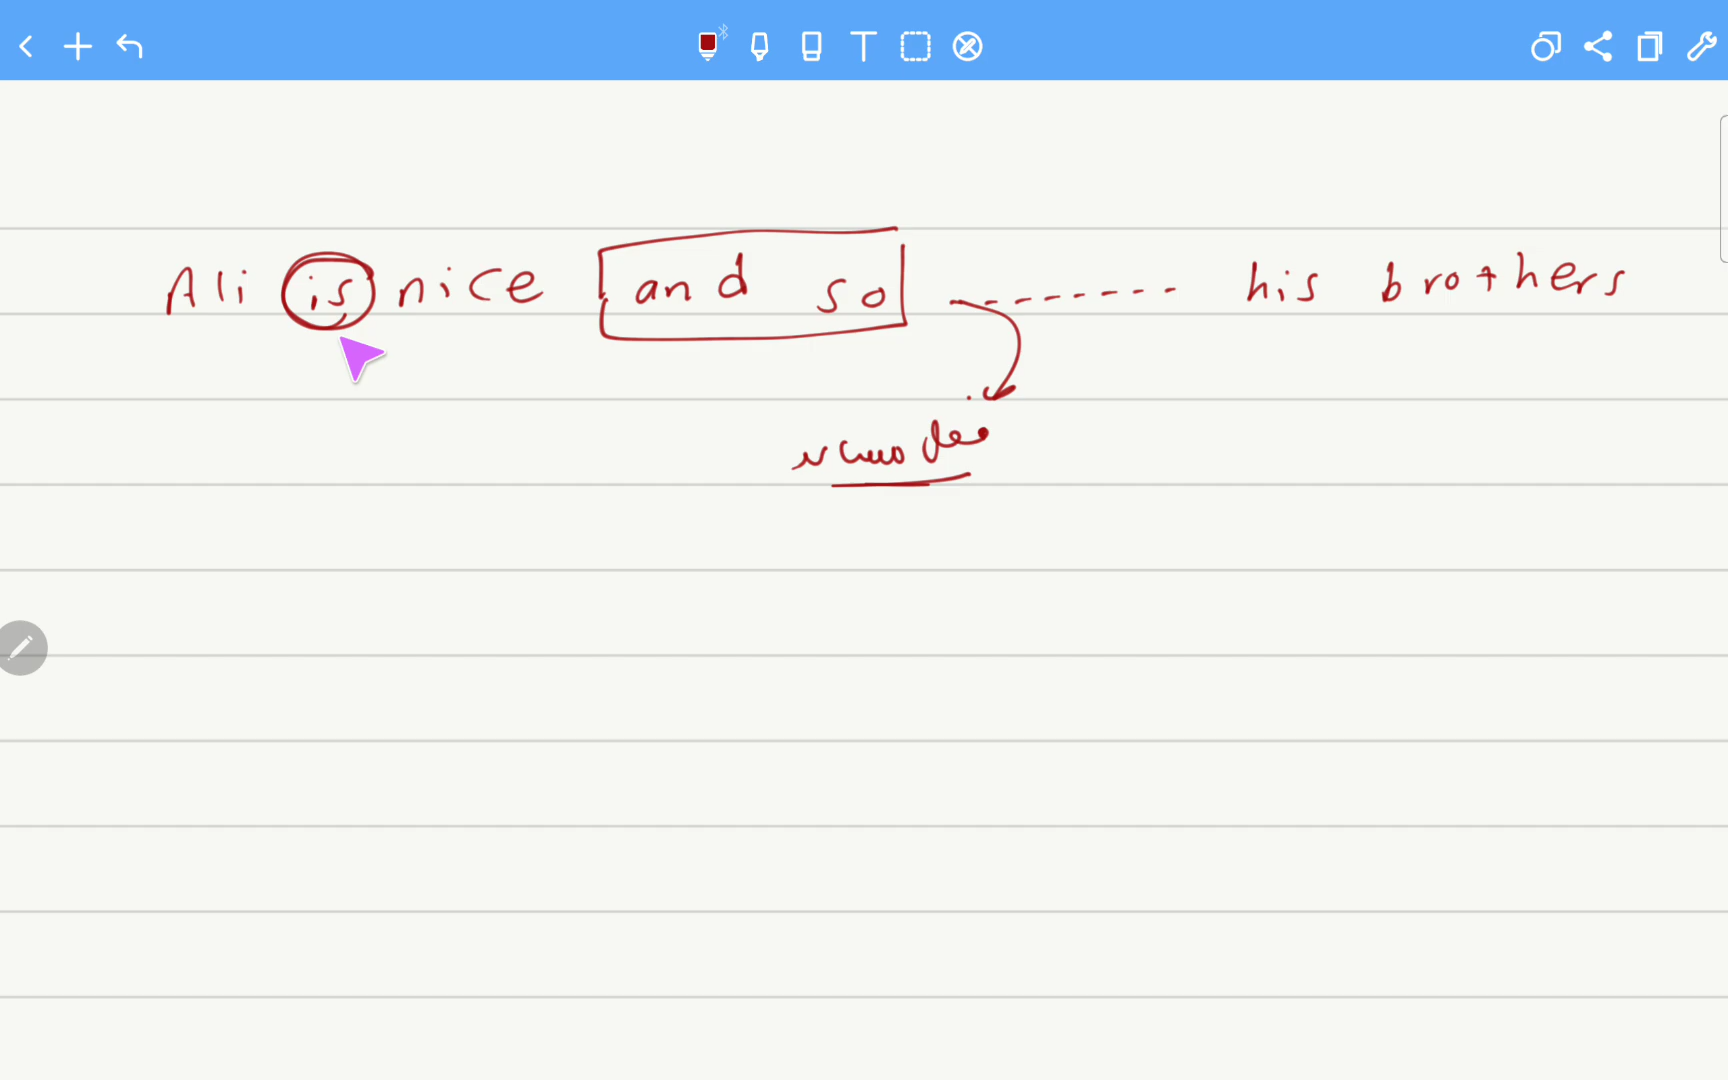 Ali is nice and so -------- his brothers
فعل مساعد